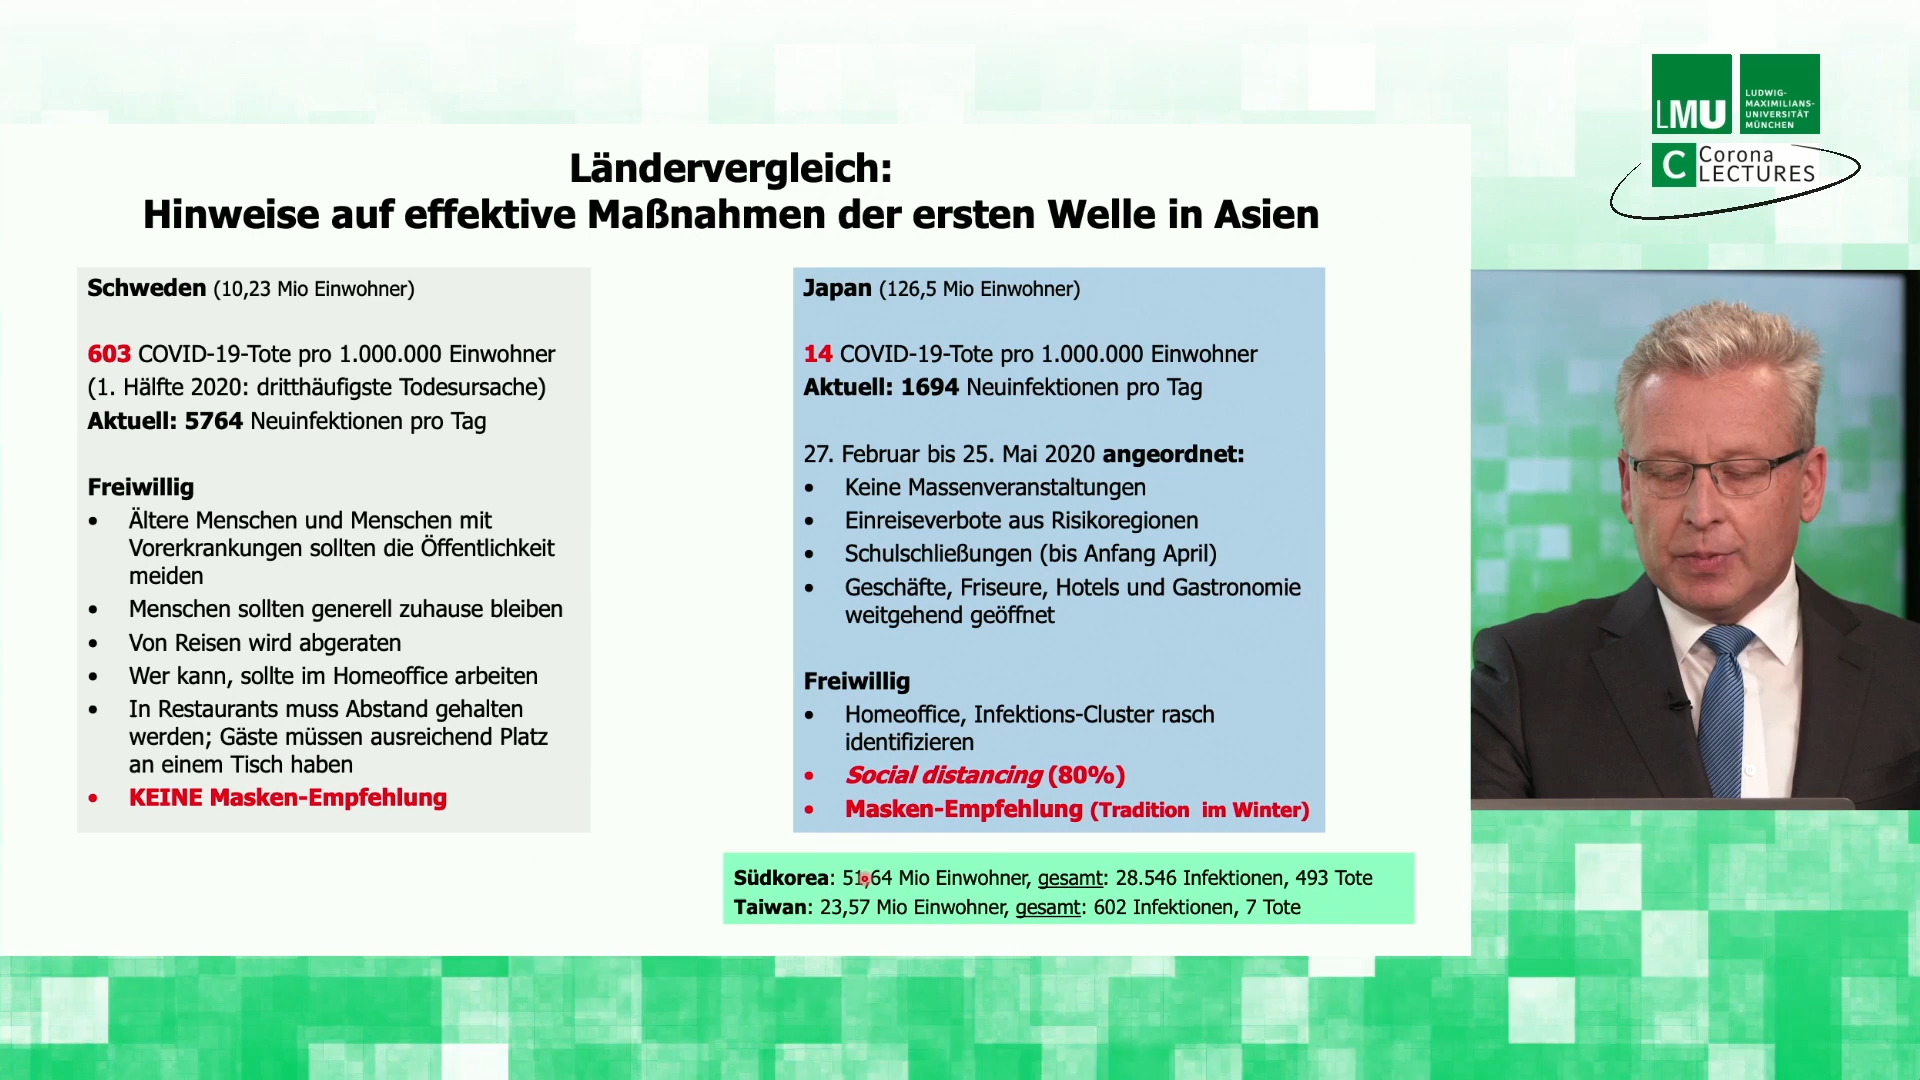 LMU
LUDWIG-
MAXIMILIANS-
UNIVERSITÄT
MÜNCHEN
C Corona
LECTURES
Ländervergleich:
Hinweise auf effektive Maßnahmen der ersten Welle in Asien
Schweden (10,23 Mio Einwohner)
603 COVID-19-Tote pro 1.000.000 Einwohner
(1. Hälfte 2020: dritthäufigste Todesursache)
Aktuell: 5764 Neuinfektionen pro Tag
Freiwillig
• Ältere Menschen und Menschen mit
Vorerkrankungen sollten die Öffentlichkeit
meiden
• Menschen sollten generell zuhause bleiben
• Von Reisen wird abgeraten
• Wer kann, sollte im Homeoffice arbeiten
• In Restaurants muss Abstand gehalten
werden; Gäste müssen ausreichend Platz
an einem Tisch haben
• KEINE Masken-Empfehlung
Japan (126,5 Mio Einwohner)
14 COVID-19-Tote pro 1.000.000 Einwohner
Aktuell: 1694 Neuinfektionen pro Tag
27. Februar bis 25. Mai 2020 angeordnet:
• Keine Massenveranstaltungen
• Einreiseverbote aus Risikoregionen
• Schulschließungen (bis Anfang April)
• Geschäfte, Friseure, Hotels und Gastronomie
weitgehend geöffnet
Freiwillig
• Homeoffice, Infektions-Cluster rasch
identifizieren
• Social distancing (80%)
• Masken-Empfehlung (Tradition im Winter)
Südkorea: 51,64 Mio Einwohner, gesamt: 28.546 Infektionen, 493 Tote
Taiwan: 23,57 Mio Einwohner, gesamt: 602 Infektionen, 7 Tote